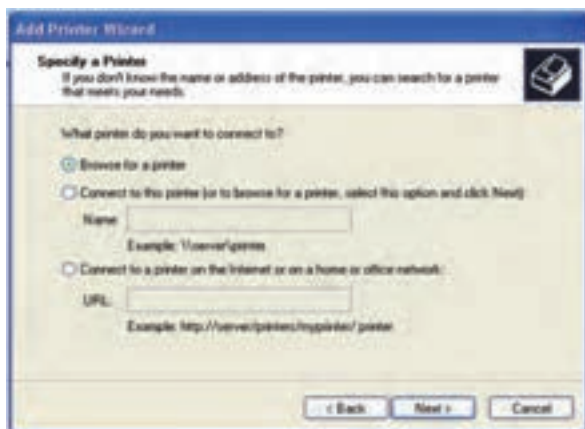 Add Printer Wizard
Specify a Printer
If you don't know the name or address of the printer, you can search for a printer
that meets your needs.
What printer do you want to connect to?
Browse for a printer
Connect to this printer (or to browse for a printer, select this option and click Next):
Name:
Example: \\server\printer
Connect to a printer on the Internet or on a home or office network:
URL:
Example: http://server/printers/myprinter/.printer
< Back
Next >
Cancel